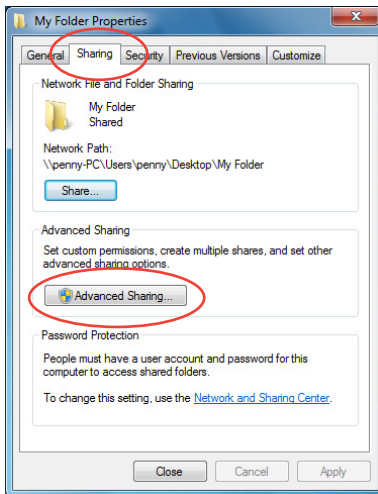 My Folder Properties
General Sharing Security Previous Versions Customize
Network File and Folder Sharing
My Folder
Shared
Network Path:
\\penny-PC\Users\penny\Desktop\My Folder
Share...
Advanced Sharing
Set custom permissions, create multiple shares, and set other
advanced sharing options.
Advanced Sharing...
Password Protection
People must have a user account and password for this
computer to access shared folders.
To change this setting, use the Network and Sharing Center.
Close Cancel Apply